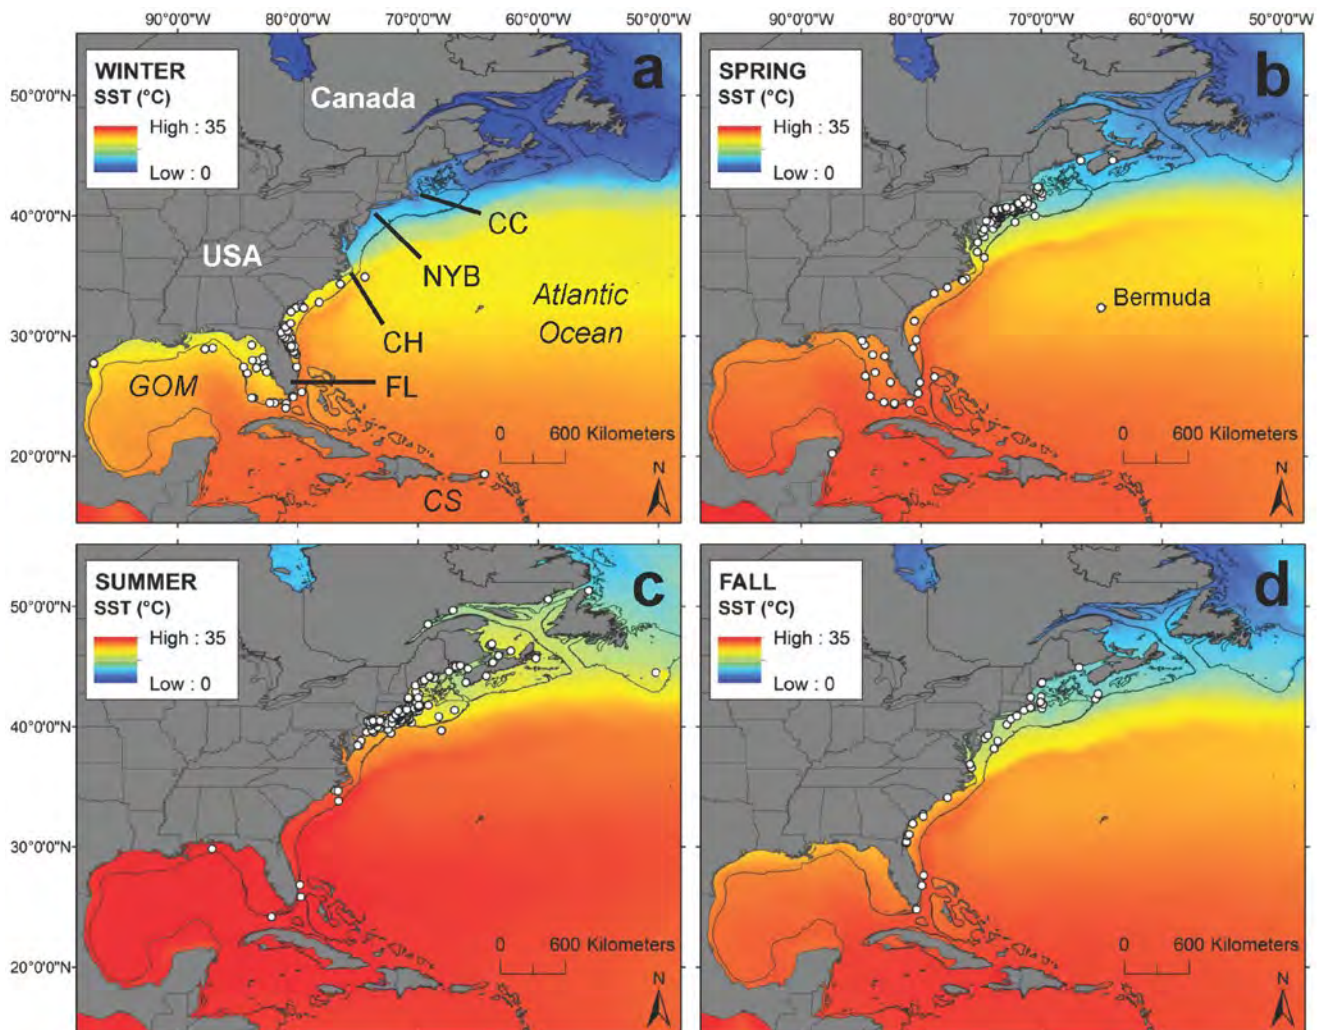 90°0'0"W 80°0'0"W 70°0'0"W 60°0'0"W 50°0'0"W
90°0'0"W 80°0'0"W 70°0'0"W 60°0'0"W 50°0'0"W
WINTER
SST (°C)
High : 35
Low : 0
a
Canada
USA
CC
NYB
CH
FL
GOM
CS
Atlantic
Ocean
0 600 Kilometers
N
50°0'0"N
40°0'0"N
30°0'0"N
20°0'0"N
SPRING
SST (°C)
High : 35
Low : 0
b
Bermuda
0 600 Kilometers
N
SUMMER
SST (°C)
High : 35
Low : 0
c
0 600 Kilometers
N
50°0'0"N
40°0'0"N
30°0'0"N
20°0'0"N
FALL
SST (°C)
High : 35
Low : 0
d
0 600 Kilometers
N